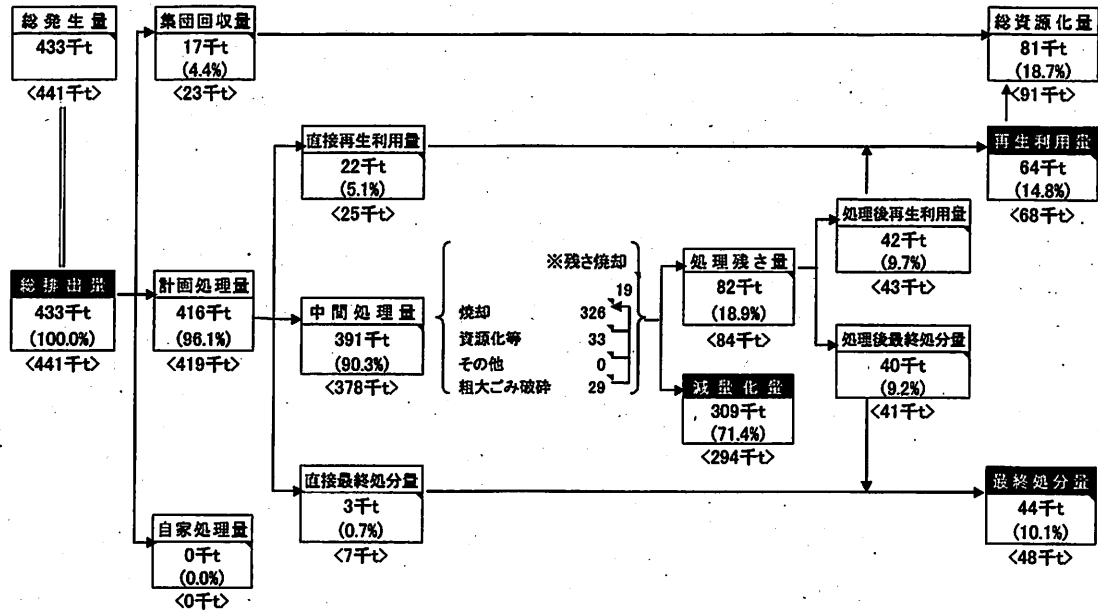 総発生量
433千t
<441千t>
集団回収量
17千t
(4.4%)
<23千t>
総資源化量
81千t
(18.7%)
<91千t>
直接再生利用量
22千t
(5.1%)
<25千t>
再生利用量
64千t
(14.8%)
<68千t>
処理後再生利用量
42千t
(9.7%)
<43千t>
総排出量
433千t
(100.0%)
<441千t>
計画処理量
416千t
(96.1%)
<419千t>
中間処理量
391千t
(90.3%)
<378千t>
※残さ焼却
19
焼却 326
資源化等 33
その他 0
粗大ごみ破砕 29
処理残さ量
82千t
(18.9%)
<84千t>
減量化量
309千t
(71.4%)
<294千t>
処理後最終処分量
40千t
(9.2%)
<41千t>
直接最終処分量
3千t
(0.7%)
<7千t>
最終処分量
44千t
(10.1%)
<48千t>
自家処理量
0千t
(0.0%)
<0千t>